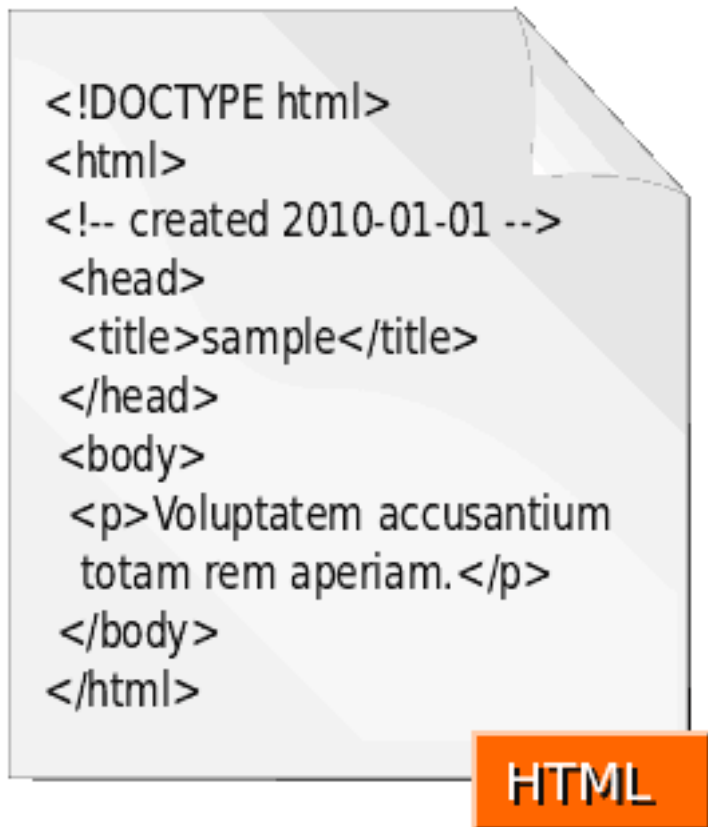 <!DOCTYPE html>
<html>
<!-- created 2010-01-01 -->
<head>
<title>sample</title>
</head>
<body>
<p>Voluptatem accusantium
totam rem aperiam.</p>
</body>
</html>
HTML